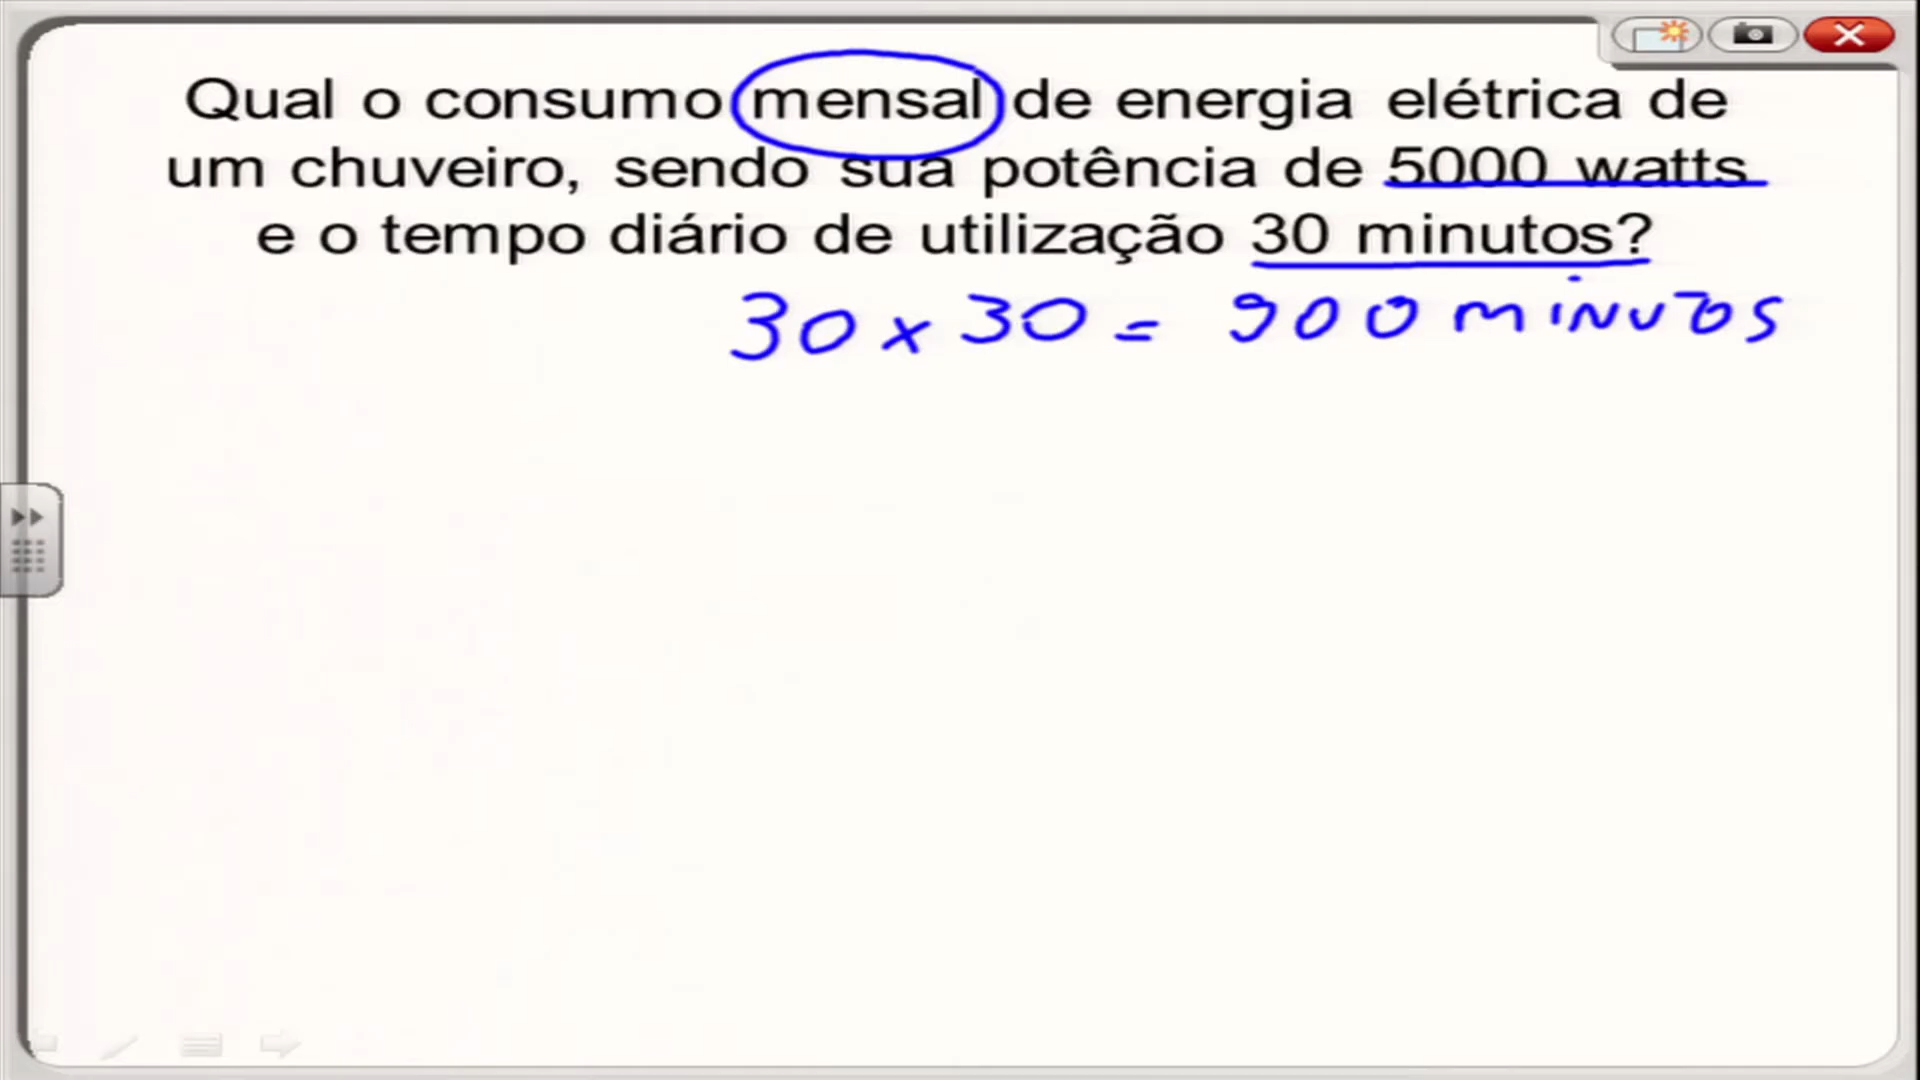 Qual o consumo mensal de energia elétrica de
um chuveiro, sendo sua potência de 5000 watts
e o tempo diário de utilização 30 minutos?
30 x 30 = 900 minutos